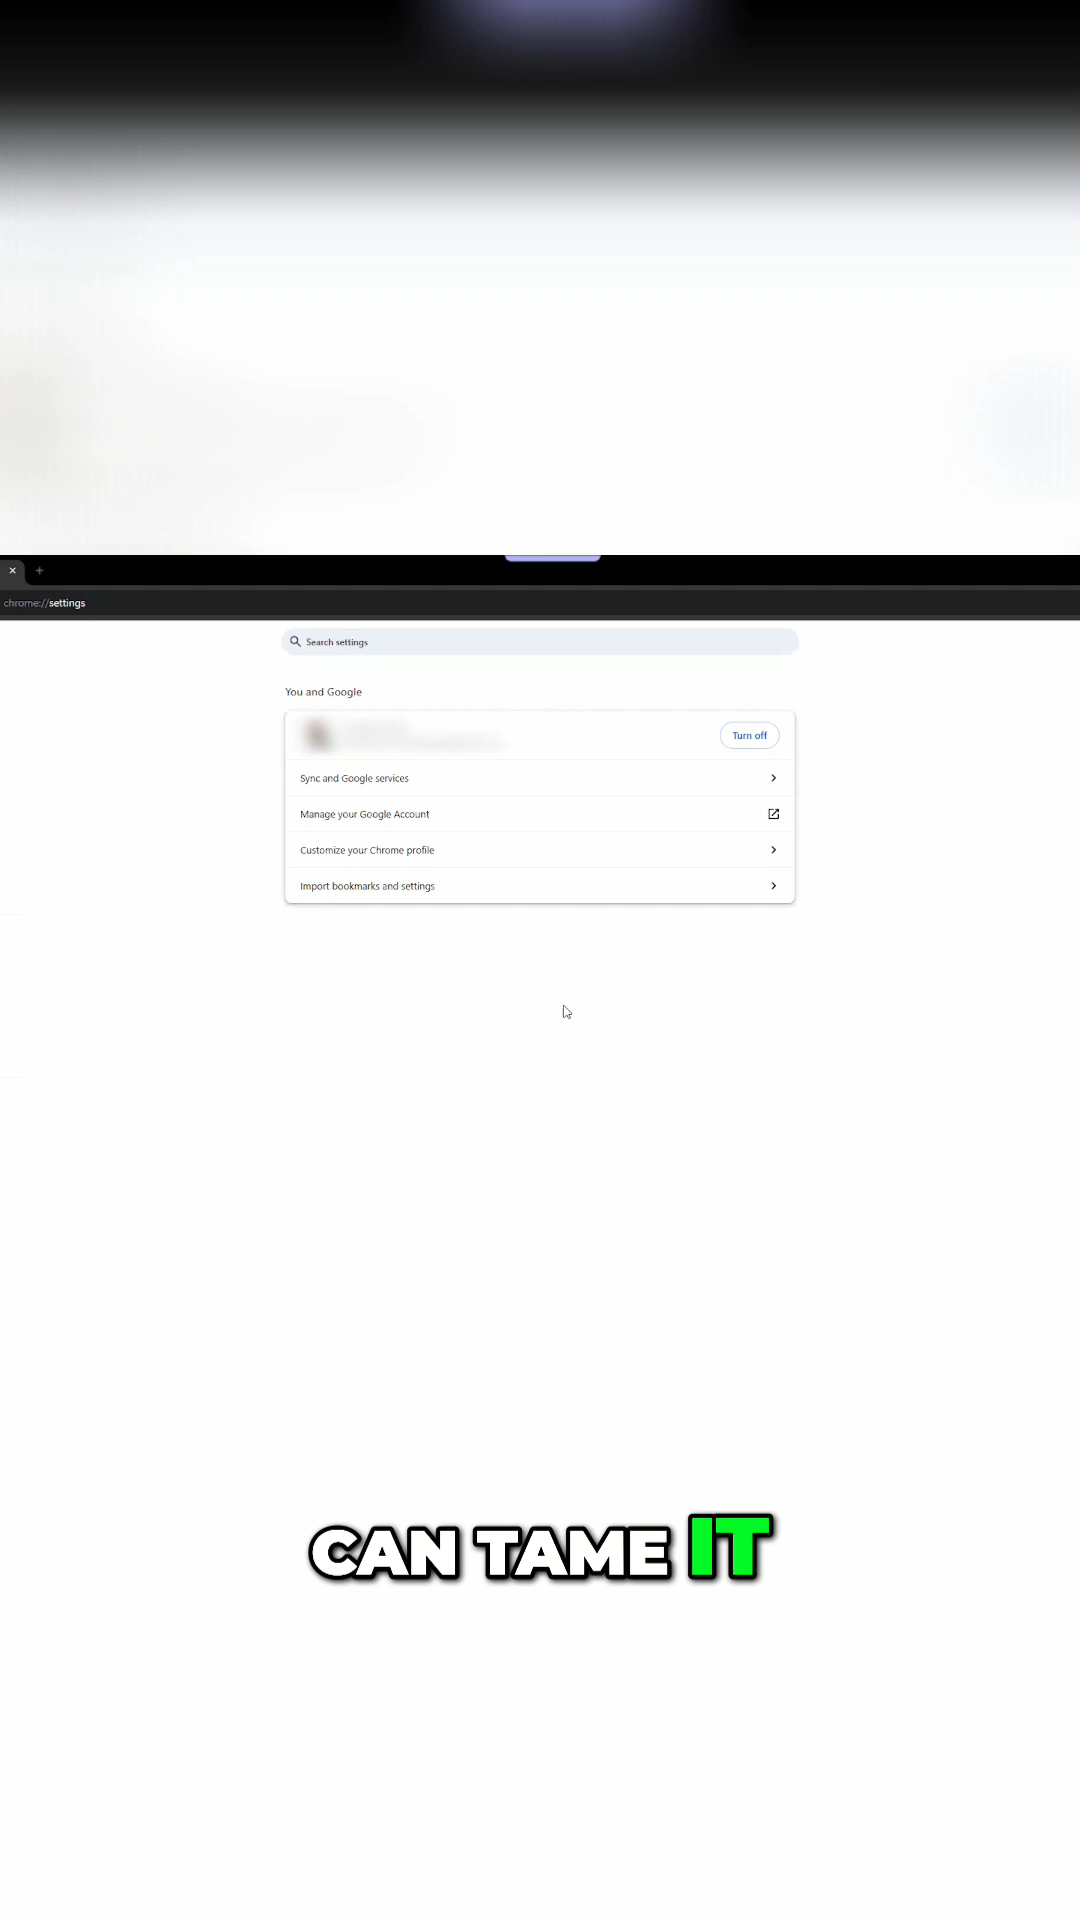 chrome://settings
Search settings
You and Google
Turn off
Sync and Google services
Manage your Google Account
Customize your Chrome profile
Import bookmarks and settings
CAN TAME IT